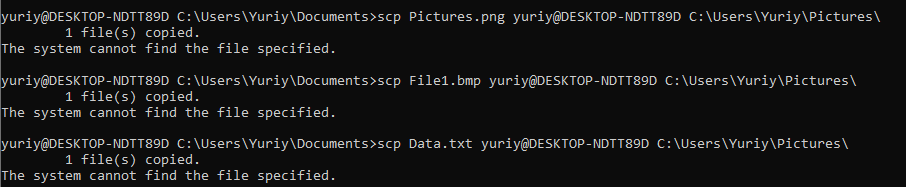 yuriy@DESKTOP-NDTT89D C:\Users\Yuriy\Documents>scp Pictures.png yuriy@DESKTOP-NDTT89D C:\Users\Yuriy\Pictures\
        1 file(s) copied.
The system cannot find the file specified.
yuriy@DESKTOP-NDTT89D C:\Users\Yuriy\Documents>scp File1.bmp yuriy@DESKTOP-NDTT89D C:\Users\Yuriy\Pictures\
        1 file(s) copied.
The system cannot find the file specified.
yuriy@DESKTOP-NDTT89D C:\Users\Yuriy\Documents>scp Data.txt yuriy@DESKTOP-NDTT89D C:\Users\Yuriy\Pictures\
        1 file(s) copied.
The system cannot find the file specified.